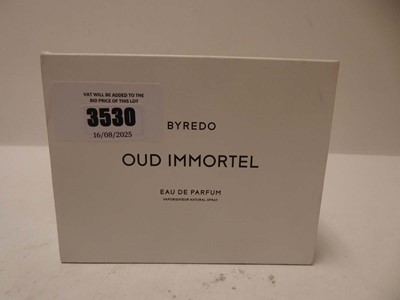 VAT WILL BE ADDED TO THE
BID PRICE OF THIS LOT
3530
16/08/2025
BYREDO
OUD IMMORTEL
EAU DE PARFUM
VAPORISATEUR NATURAL SPRAY